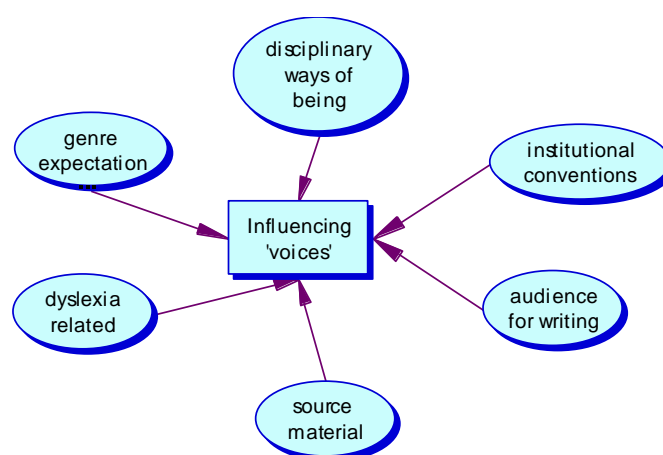 disciplinary
ways of
being
genre
expectation
institutional
conventions
Influencing
'voices'
dyslexia
related
audience
for writing
source
material